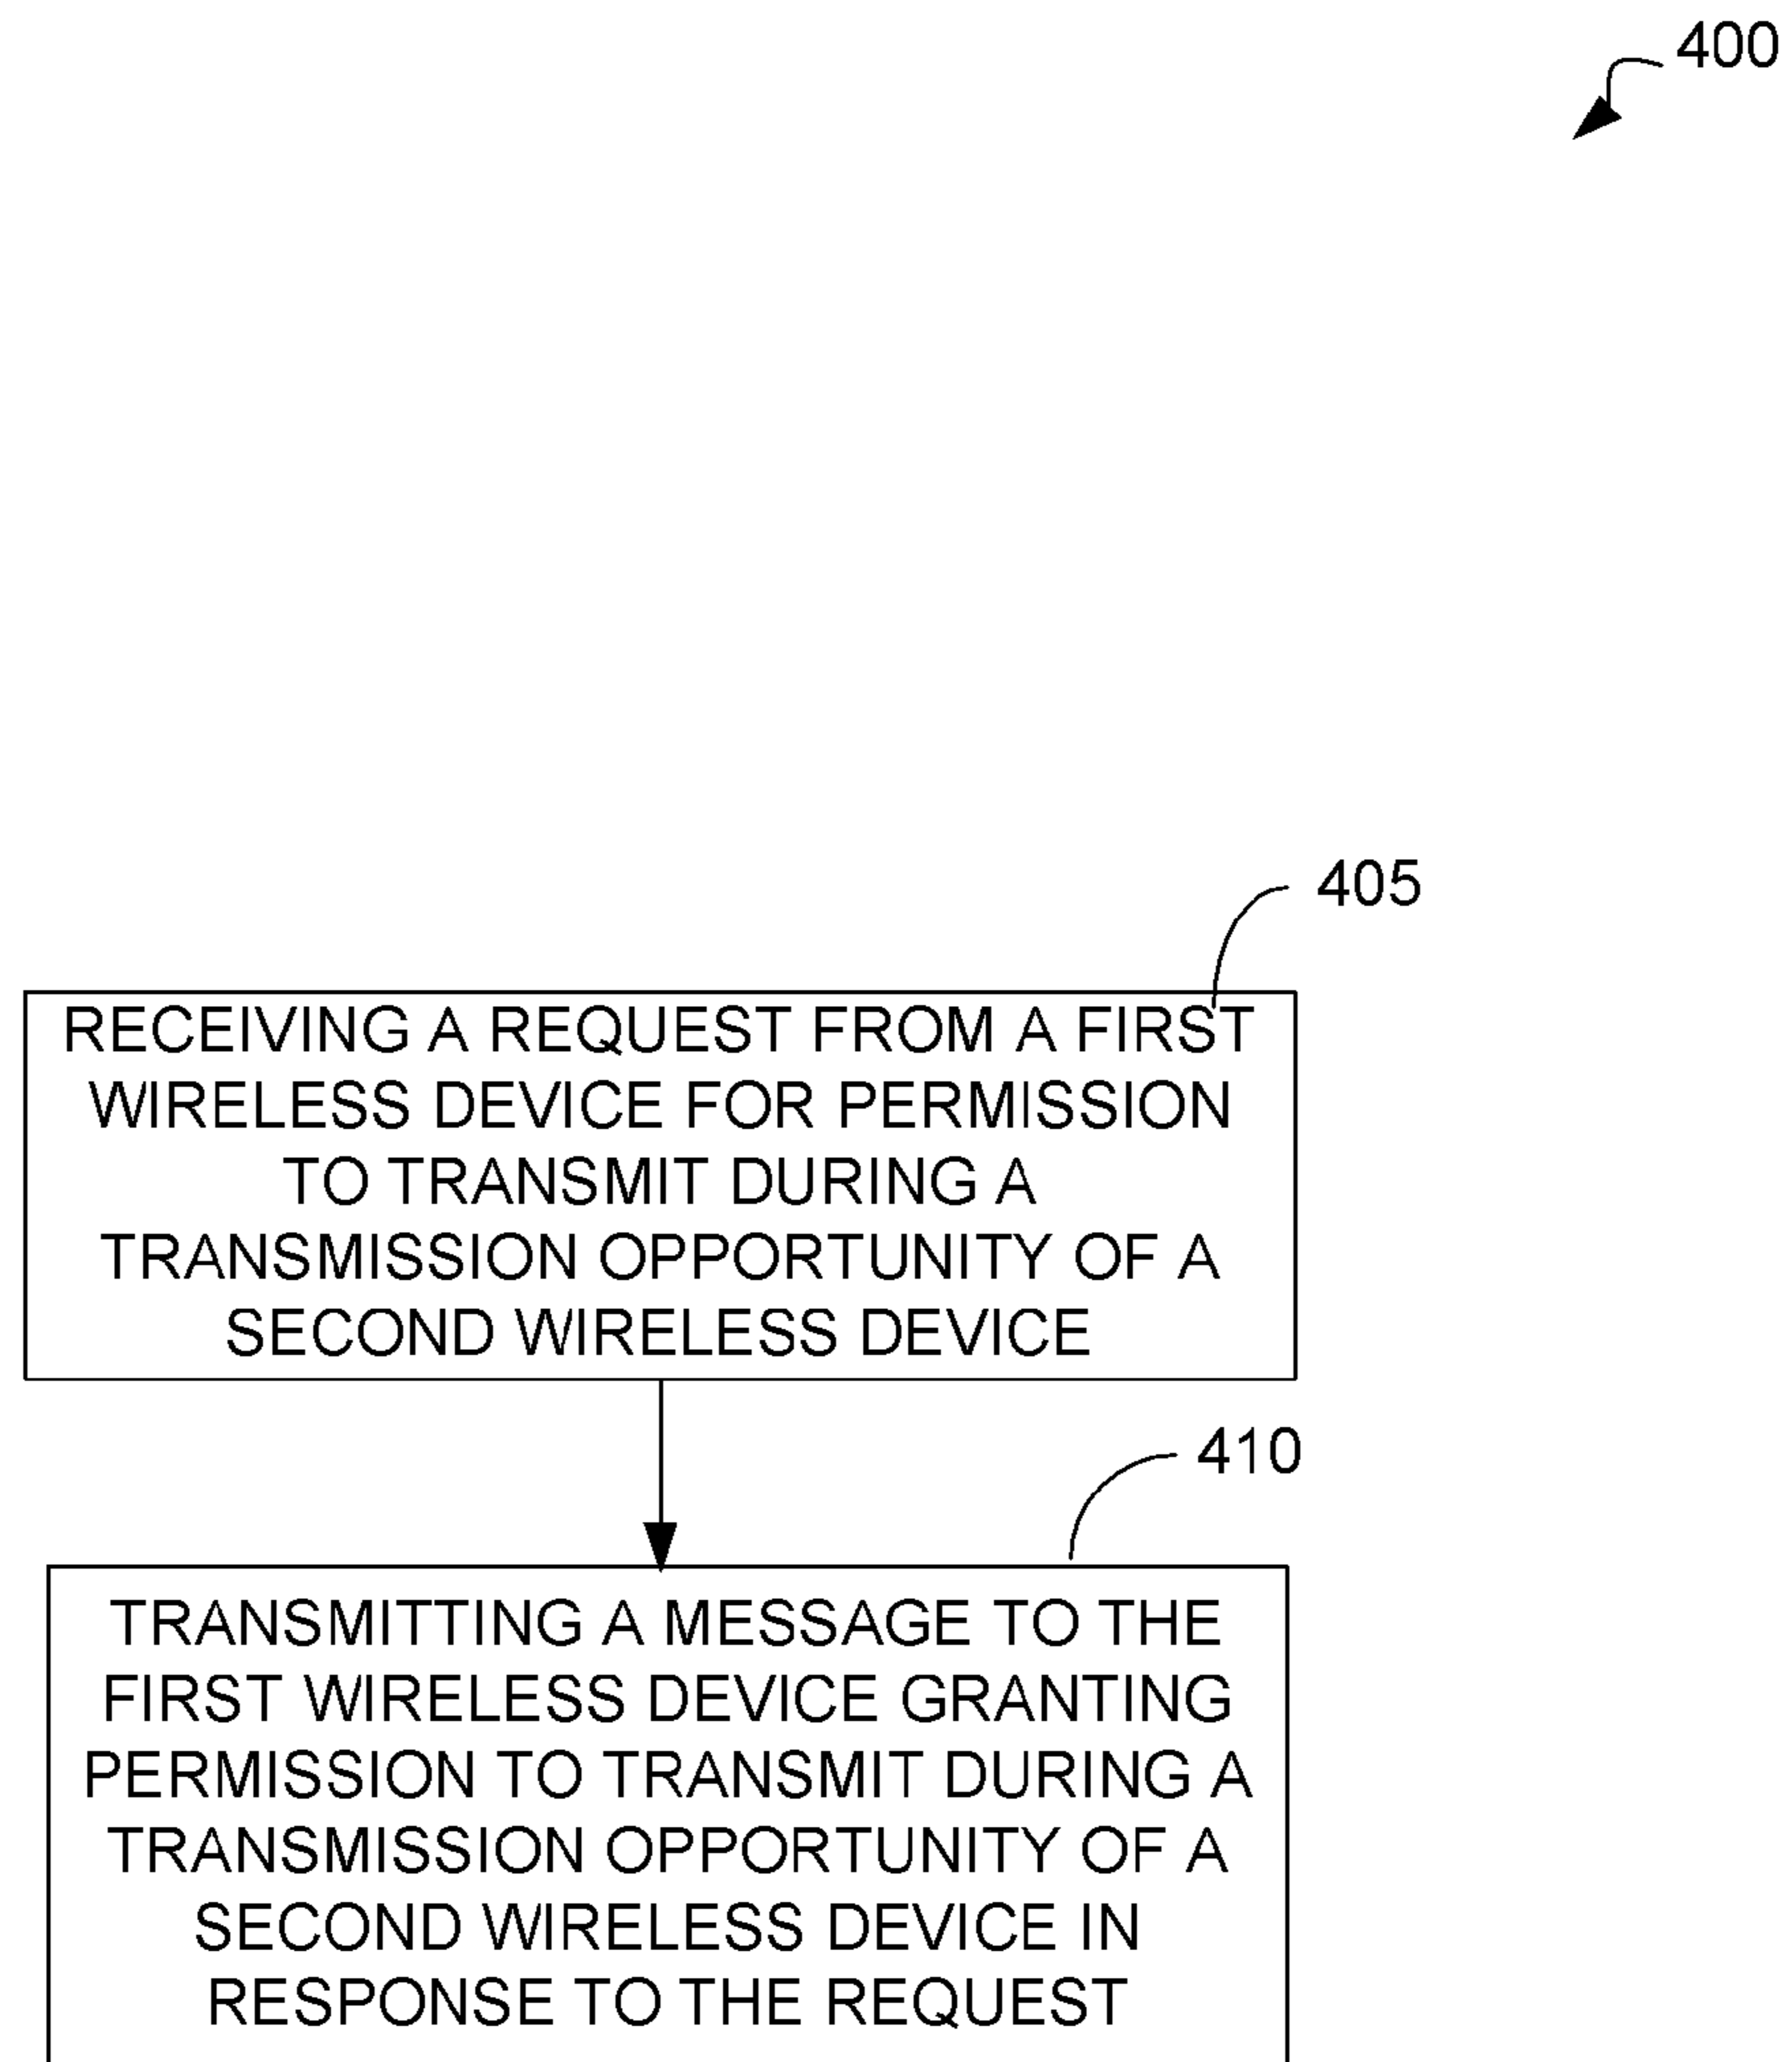 400
405
RECEIVING A REQUEST FROM A FIRST
WIRELESS DEVICE FOR PERMISSION
TO TRANSMIT DURING A
TRANSMISSION OPPORTUNITY OF A
SECOND WIRELESS DEVICE
410
TRANSMITTING A MESSAGE TO THE
FIRST WIRELESS DEVICE GRANTING
PERMISSION TO TRANSMIT DURING A
TRANSMISSION OPPORTUNITY OF A
SECOND WIRELESS DEVICE IN
RESPONSE TO THE REQUEST